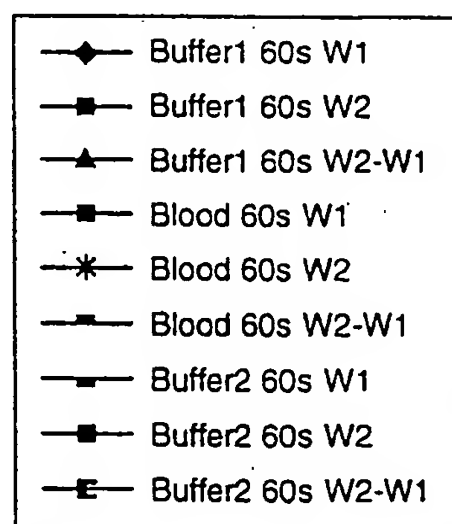 Buffer1 60s W1
Buffer1 60s W2
Buffer1 60s W2-W1
Blood 60s W1
Blood 60s W2
Blood 60s W2-W1
Buffer2 60s W1
Buffer2 60s W2
Buffer2 60s W2-W1